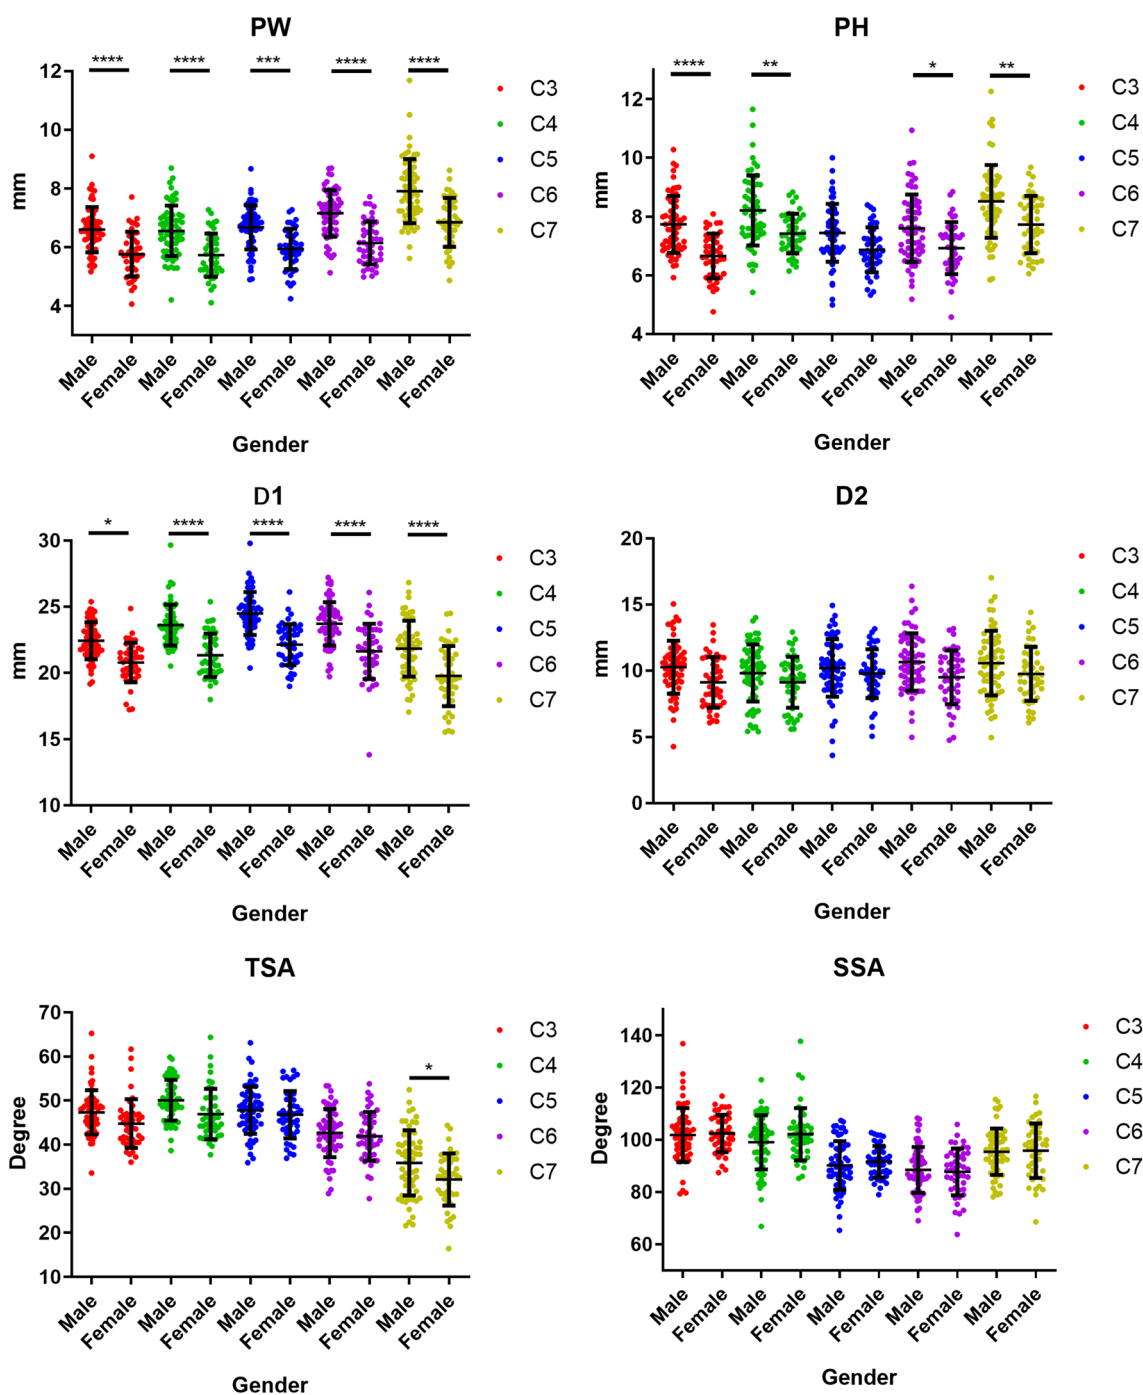 PW
**** **** *** **** ****
12
10
8
6
4
mm
Male Female Male Female Male Female Male Female Male Female
Gender
C3
C4
C5
C6
C7
PH
**** ** * **
12
10
8
6
4
mm
Male Female Male Female Male Female Male Female Male Female
Gender
C3
C4
C5
C6
C7
D1
* **** **** **** ****
30
25
20
15
10
mm
Male Female Male Female Male Female Male Female Male Female
Gender
C3
C4
C5
C6
C7
D2
20
15
10
5
0
mm
Male Female Male Female Male Female Male Female Male Female
Gender
C3
C4
C5
C6
C7
TSA
*
70
60
50
40
30
20
10
Degree
Male Female Male Female Male Female Male Female Male Female
Gender
C3
C4
C5
C6
C7
SSA
140
120
100
80
60
Degree
Male Female Male Female Male Female Male Female Male Female
Gender
C3
C4
C5
C6
C7